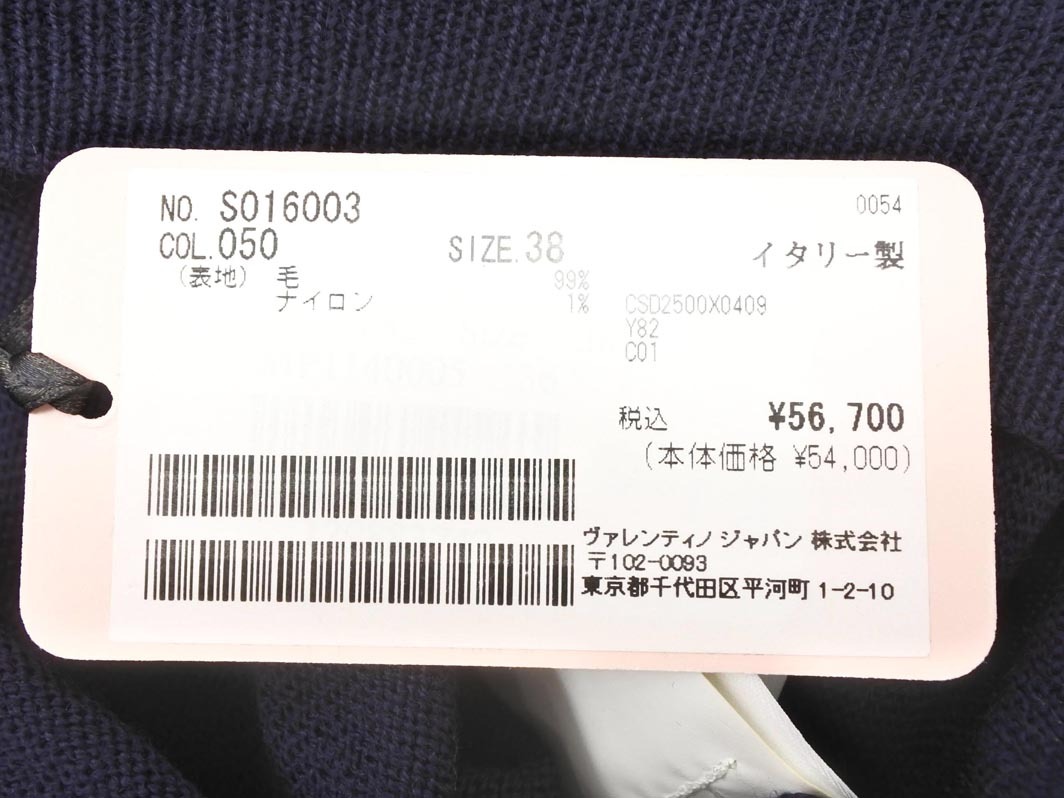 NO. S016003
0054
COL.050 SIZE.38 イタリー製
(表地) 毛 99%
ナイロン 1% CSD2500X0409
Y82
C01
税込 ¥56,700
(本体価格 ¥54,000)
ヴァレンティノ ジャパン 株式会社
〒102-0093
東京都千代田区平河町 1-2-10